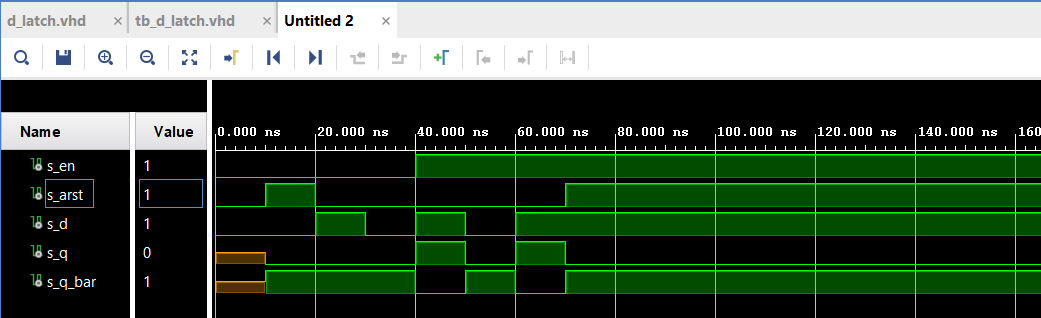 d_latch.vhd × tb_d_latch.vhd × Untitled 2 ×
Name Value
0.000 ns 20.000 ns 40.000 ns 60.000 ns 80.000 ns 100.000 ns 120.000 ns 140.000 ns 160
s_en 1
s_arst 1
s_d 1
s_q 0
s_q_bar 1